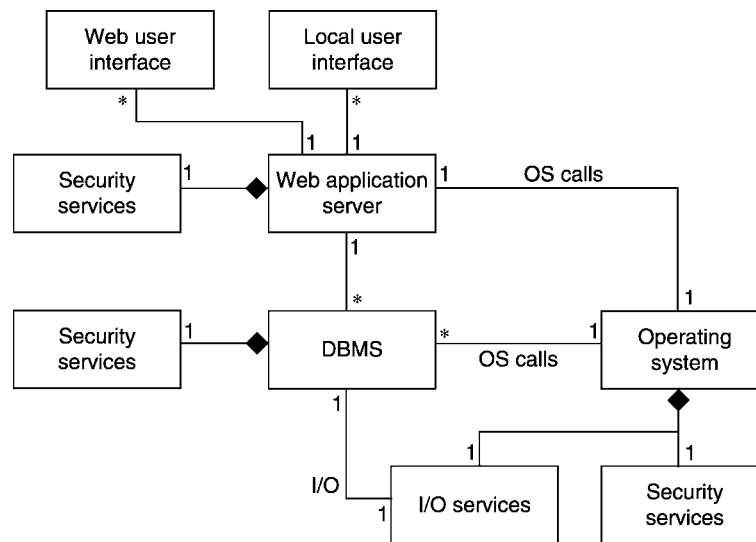 Web user
interface
Local user
interface
*
*
1
1
Security
services
1
Web application
server
1
OS calls
1
*
1
Security
services
1
DBMS
*
OS calls
1
Operating
system
1
I/O
1
1
I/O services
1
Security
services